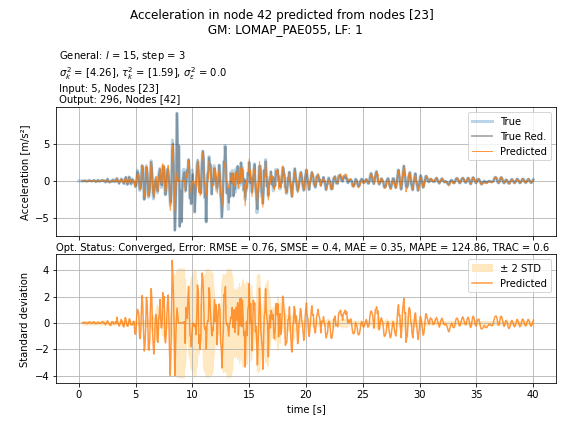 Acceleration in node 42 predicted from nodes [23]
GM: LOMAP_PAE055, LF: 1
General: l = 15, step = 3
σ²ₖ = [4.26], τ²ₖ = [1.59], σ²ε = 0.0
Input: 5, Nodes [23]
Output: 296, Nodes [42]
Acceleration [m/s²]
5
0
−5
True
True Red.
Predicted
Opt. Status: Converged, Error: RMSE = 0.76, SMSE = 0.4, MAE = 0.35, MAPE = 124.86, TRAC = 0.6
Standard deviation
4
2
0
−2
−4
± 2 STD
Predicted
0 5 10 15 20 25 30 35 40
time [s]